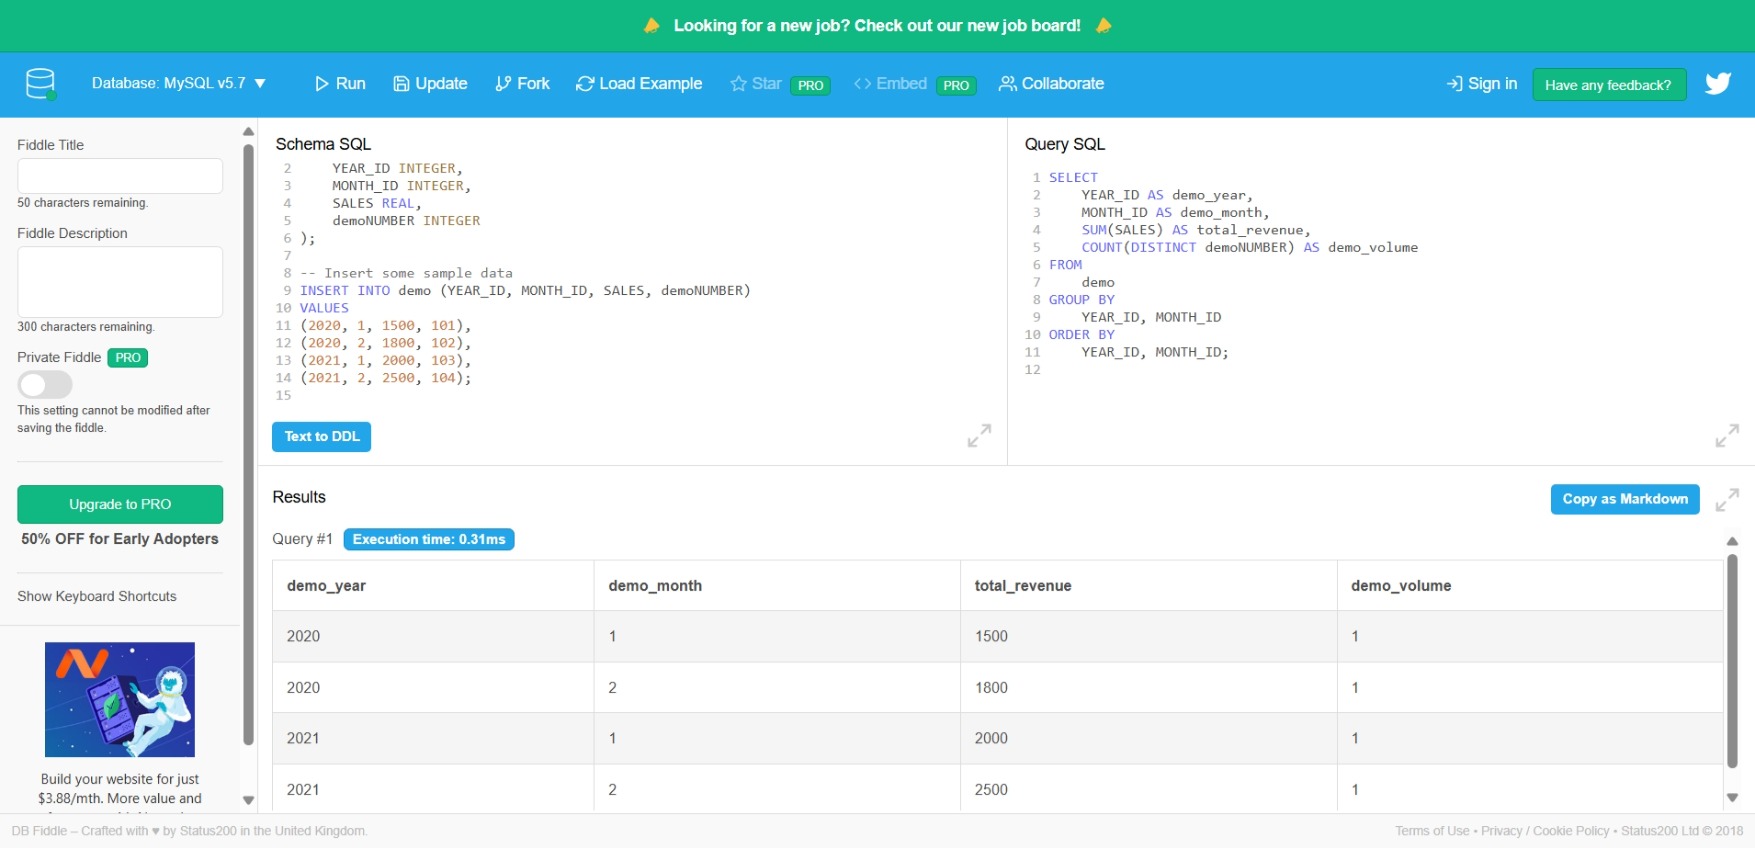 Looking for a new job? Check out our new job board!
Database: MySQL v5.7 ▼
Run
Update
Fork
Load Example
Star PRO
Embed PRO
Collaborate
Sign in
Have any feedback?
Fiddle Title
50 characters remaining.
Fiddle Description
300 characters remaining.
Private Fiddle PRO
This setting cannot be modified after
saving the fiddle.
Upgrade to PRO
50% OFF for Early Adopters
Show Keyboard Shortcuts
Build your website for just
$3.88/mth. More value and
Schema SQL
2 YEAR_ID INTEGER,
3 MONTH_ID INTEGER,
4 SALES REAL,
5 demoNUMBER INTEGER
6 );
7
8 -- Insert some sample data
9 INSERT INTO demo (YEAR_ID, MONTH_ID, SALES, demoNUMBER)
10 VALUES
11 (2020, 1, 1500, 101),
12 (2020, 2, 1800, 102),
13 (2021, 1, 2000, 103),
14 (2021, 2, 2500, 104);
15
Text to DDL
Query SQL
1 SELECT
2 YEAR_ID AS demo_year,
3 MONTH_ID AS demo_month,
4 SUM(SALES) AS total_revenue,
5 COUNT(DISTINCT demoNUMBER) AS demo_volume
6 FROM
7 demo
8 GROUP BY
9 YEAR_ID, MONTH_ID
10 ORDER BY
11 YEAR_ID, MONTH_ID;
12
Results
Copy as Markdown
Query #1 Execution time: 0.31ms
demo_year demo_month total_revenue demo_volume
2020 1 1500 1
2020 2 1800 1
2021 1 2000 1
2021 2 2500 1
DB Fiddle – Crafted with ♥ by Status200 in the United Kingdom.
Terms of Use • Privacy / Cookie Policy • Status200 Ltd © 2018